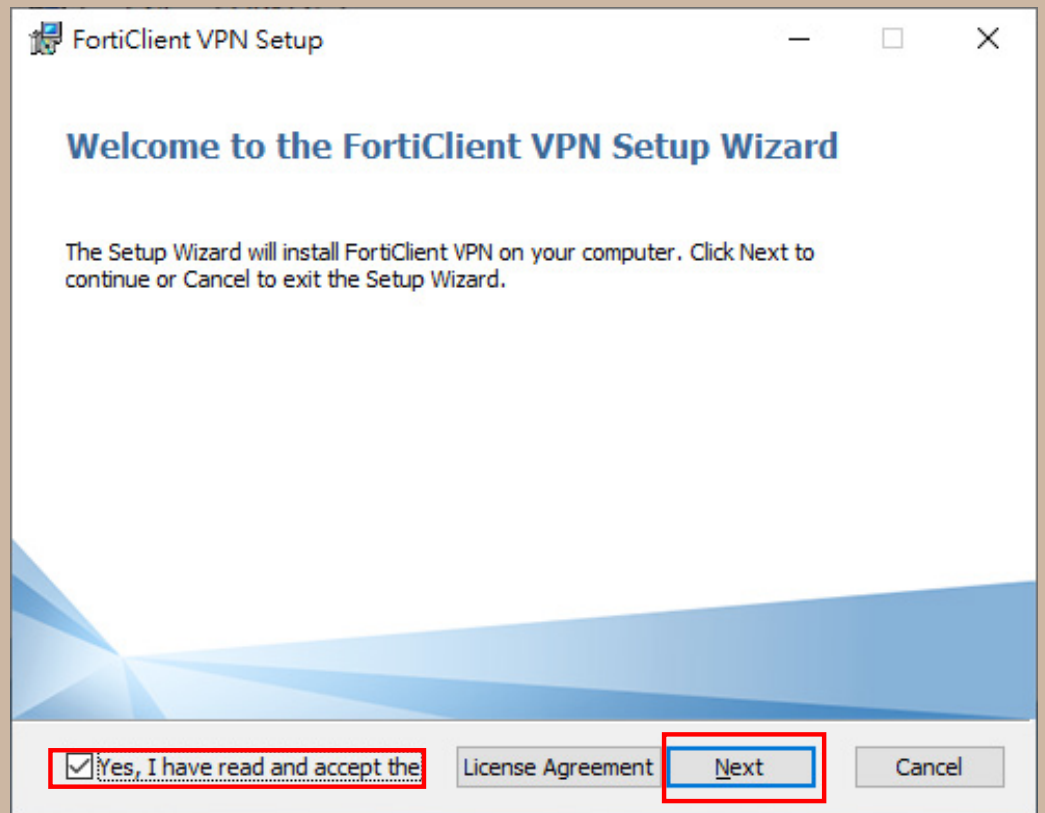 FortiClient VPN Setup
Welcome to the FortiClient VPN Setup Wizard
The Setup Wizard will install FortiClient VPN on your computer. Click Next to
continue or Cancel to exit the Setup Wizard.
Yes, I have read and accept the License Agreement Next Cancel